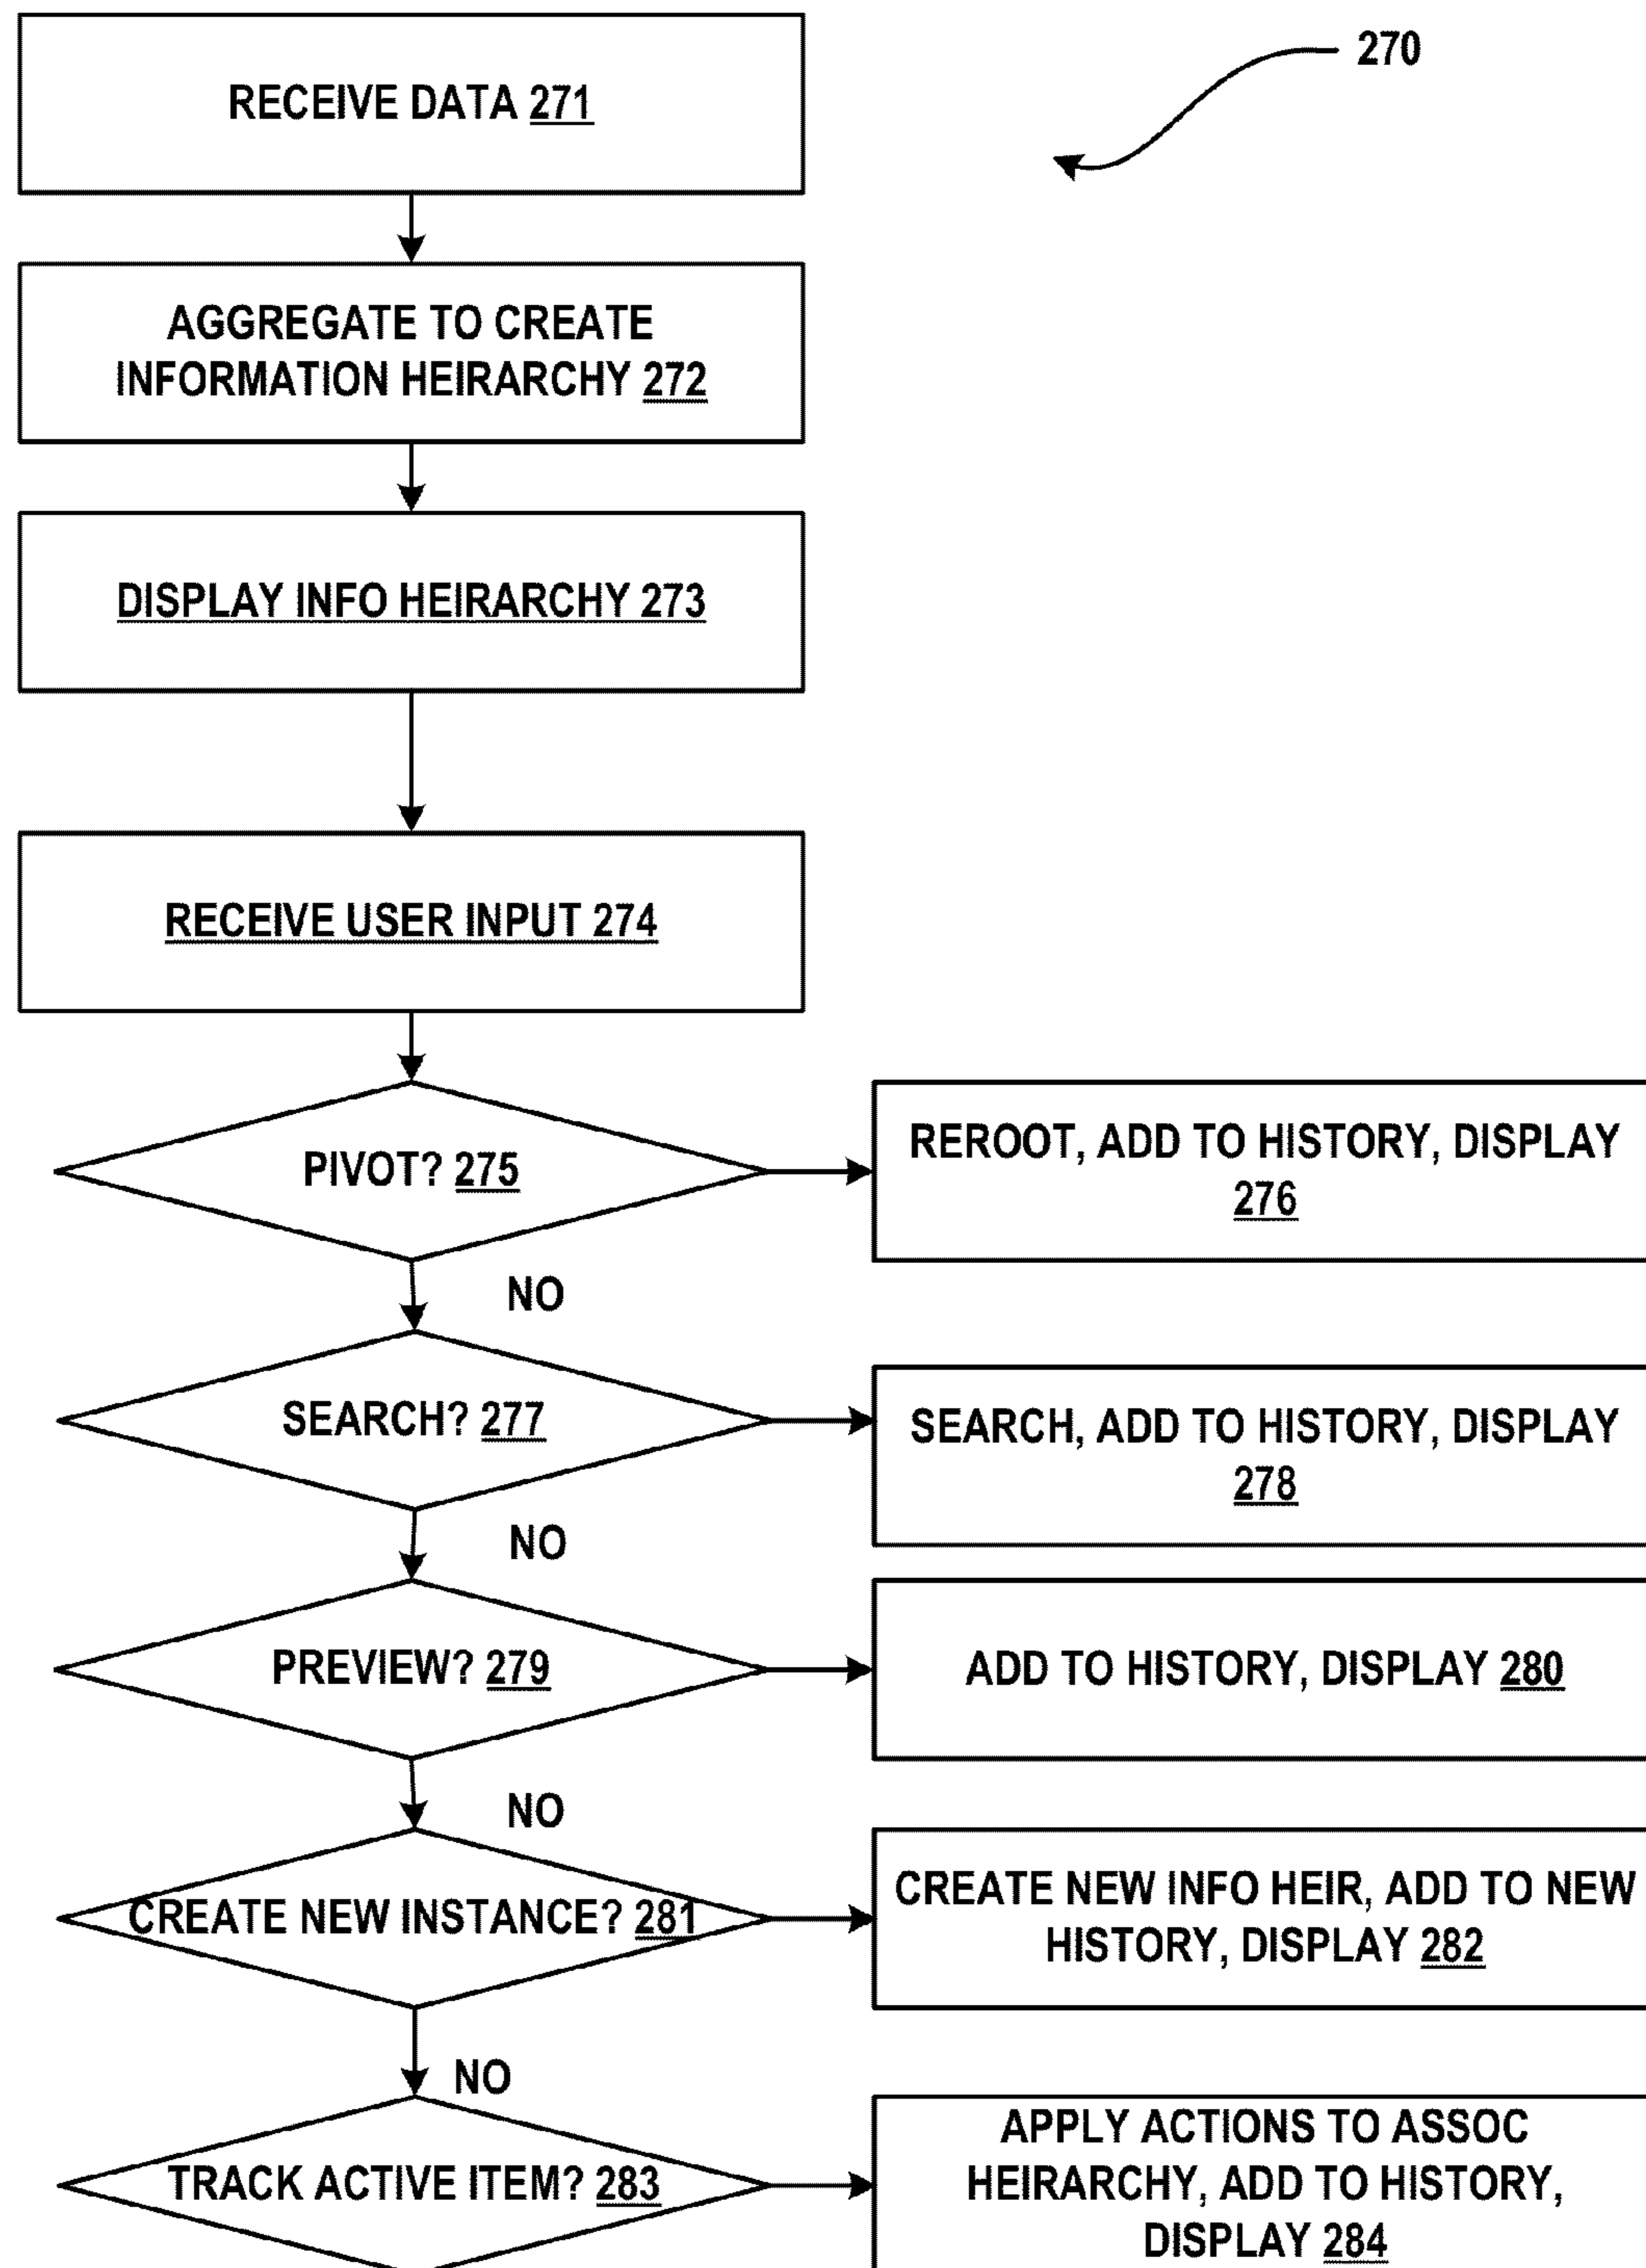 RECEIVE DATA 271
270
AGGREGATE TO CREATE
INFORMATION HEIRARCHY 272
DISPLAY INFO HEIRARCHY 273
RECEIVE USER INPUT 274
PIVOT? 275
REROOT, ADD TO HISTORY, DISPLAY
276
NO
SEARCH? 277
SEARCH, ADD TO HISTORY, DISPLAY
278
NO
PREVIEW? 279
ADD TO HISTORY, DISPLAY 280
NO
CREATE NEW INSTANCE? 281
CREATE NEW INFO HEIR, ADD TO NEW
HISTORY, DISPLAY 282
NO
TRACK ACTIVE ITEM? 283
APPLY ACTIONS TO ASSOC
HEIRARCHY, ADD TO HISTORY,
DISPLAY 284